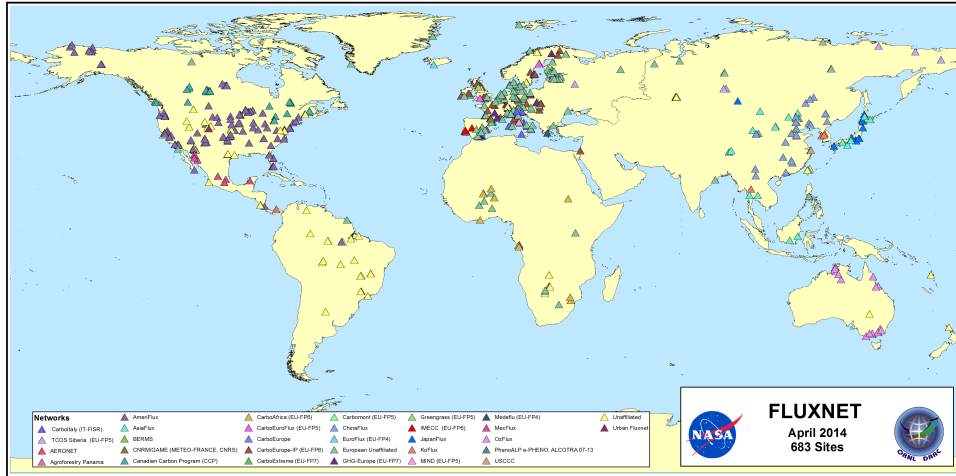 FLUXNET
April 2014
683 Sites
NASA
ORNL DAAC
Networks
CarboItaly (IT-FISR)
TCOS Siberia (EU-FP5)
AERONET
Agroforestry Panama
AmeriFlux
AsiaFlux
BERMS
CNRM/GAME (METEO-FRANCE, CNRS)
Canadian Carbon Program (CCP)
CarboAfrica (EU-FP6)
CarboEuroFlux (EU-FP5)
CarboEurope
CarboEurope-IP (EU-FP6)
CarboExtreme (EU-FP7)
Carbomont (EU-FP5)
ChinaFlux
EuroFlux (EU-FP4)
European Unaffiliated
GHG-Europe (EU-FP7)
Greengrass (EU-FP5)
IMECC (EU-FP6)
JapanFlux
KoFlux
MIND (EU-FP5)
Medeflu (EU-FP4)
MexFlux
OzFlux
PhenoALP e-PHENO, ALCOTRA 07-13
USCCC
Unaffiliated
Urban Fluxnet